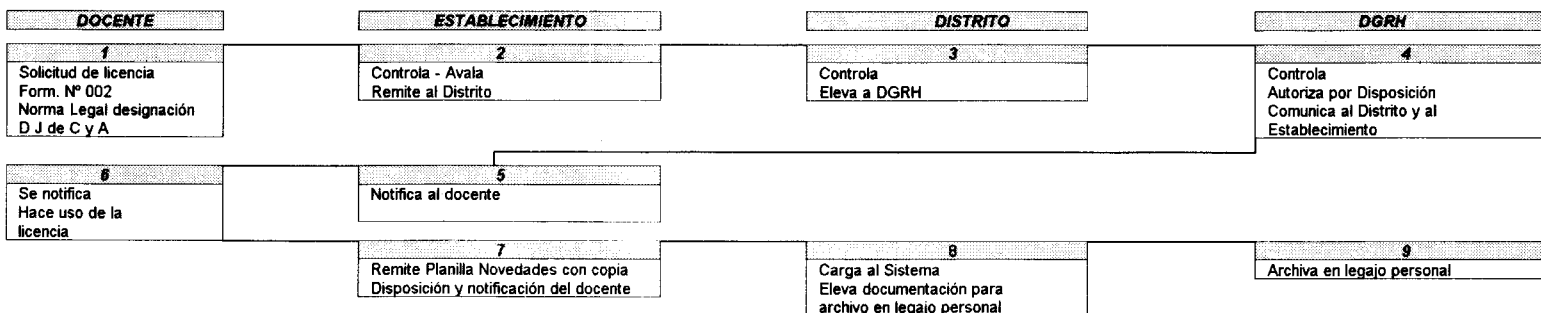 DOCENTE
ESTABLECIMIENTO
DISTRITO
DGRH
1
Solicitud de licencia
Form. Nº 002
Norma Legal designación
D J de C y A
2
Controla - Avala
Remite al Distrito
3
Controla
Eleva a DGRH
4
Controla
Autoriza por Disposición
Comunica al Distrito y al
Establecimiento
5
Notifica al docente
6
Se notifica
Hace uso de la
licencia
7
Remite Planilla Novedades con copia
Disposición y notificación del docente
8
Carga al Sistema
Eleva documentación para
archivo en legajo personal
9
Archiva en legajo personal